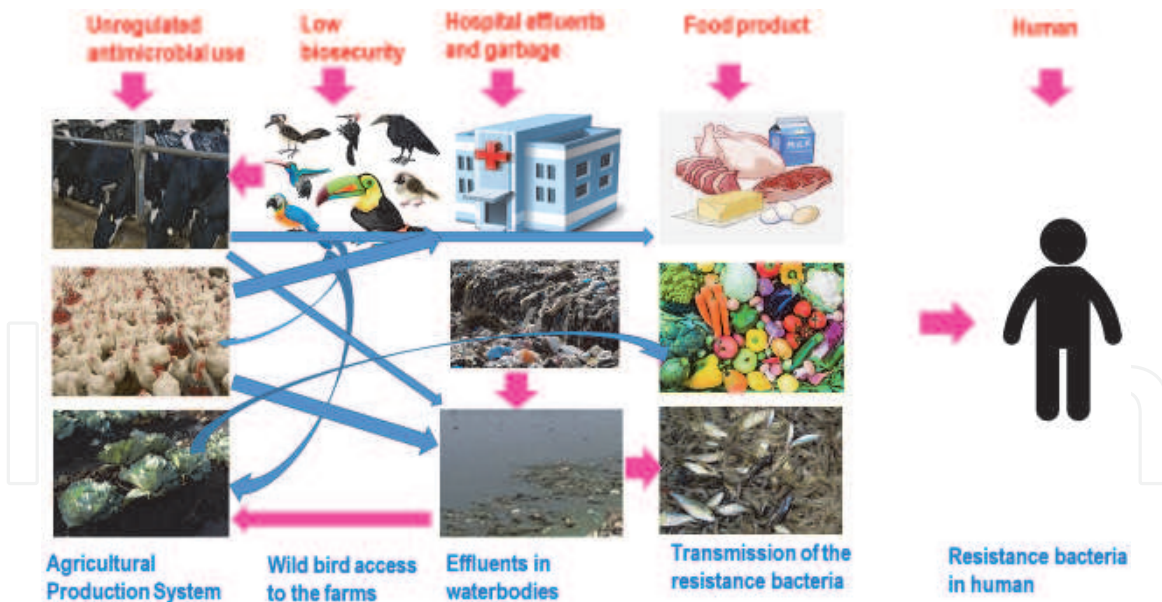 Unregulated
antimicrobial use
Low
biosecurity
Hospital effluents
and garbage
Food product
Human
MILK
Agricultural
Production System
Wild bird access
to the farms
Effluents in
waterbodies
Transmission of the
resistance bacteria
Resistance bacteria
in human